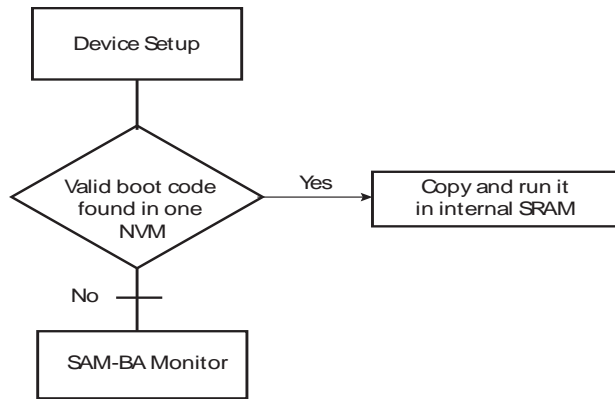 Device Setup
Valid boot code
found in one
NVM
Yes
Copy and run it
in internal SRAM
No
SAM-BA Monitor